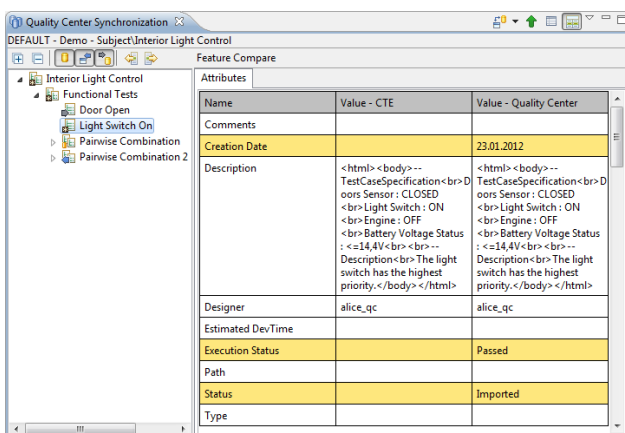 Quality Center Synchronization
DEFAULT - Demo - Subject\Interior Light Control
Feature Compare
Interior Light Control
Functional Tests
Door Open
Light Switch On
Pairwise Combination
Pairwise Combination 2
Attributes
Name Value - CTE Value - Quality Center
Comments
Creation Date 23.01.2012
Description
<html><body>--
TestCaseSpecification<br>D
oors Sensor : CLOSED
<br>Light Switch : ON
<br>Engine : OFF
<br>Battery Voltage Status
: <=14,4V<br><br>--
Description<br>The light
switch has the highest
priority.</body></html>
<html><body>--
TestCaseSpecification<br>D
oors Sensor : CLOSED
<br>Light Switch : ON
<br>Engine : OFF
<br>Battery Voltage Status
: <=14,4V<br><br>--
Description<br>The light
switch has the highest
priority.</body></html>
Designer alice_qc alice_qc
Estimated DevTime
Execution Status Passed
Path
Status Imported
Type